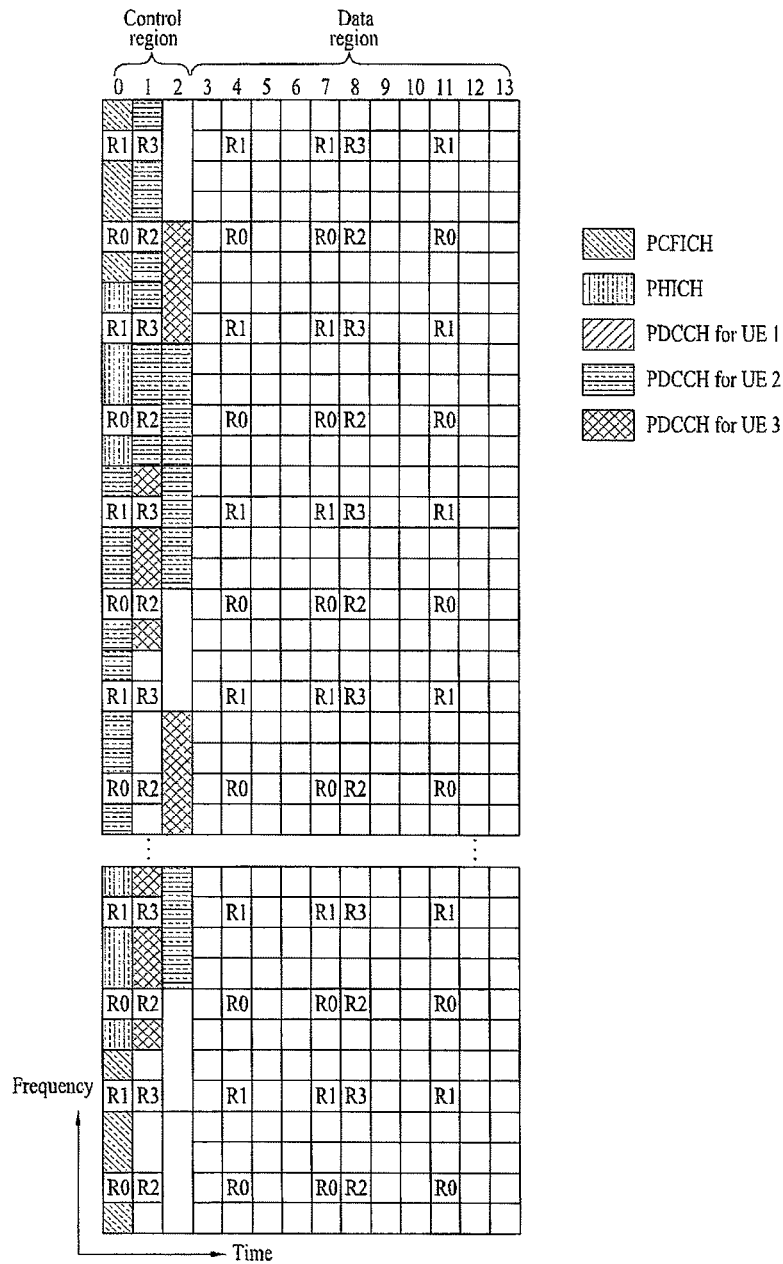 Control region
Data region
0 1 2 3 4 5 6 7 8 9 10 11 12 13
R1 R3 R1 R1 R3 R1
R0 R2 R0 R0 R2 R0
R1 R3 R1 R1 R3 R1
R0 R2 R0 R0 R2 R0
R1 R3 R1 R1 R3 R1
R0 R2 R0 R0 R2 R0
R1 R3 R1 R1 R3 R1
R0 R2 R0 R0 R2 R0
R1 R3 R1 R1 R3 R1
R0 R2 R0 R0 R2 R0
R1 R3 R1 R1 R3 R1
R0 R2 R0 R0 R2 R0
PCFICH
PHICH
PDCCH for UE 1
PDCCH for UE 2
PDCCH for UE 3
Frequency
Time